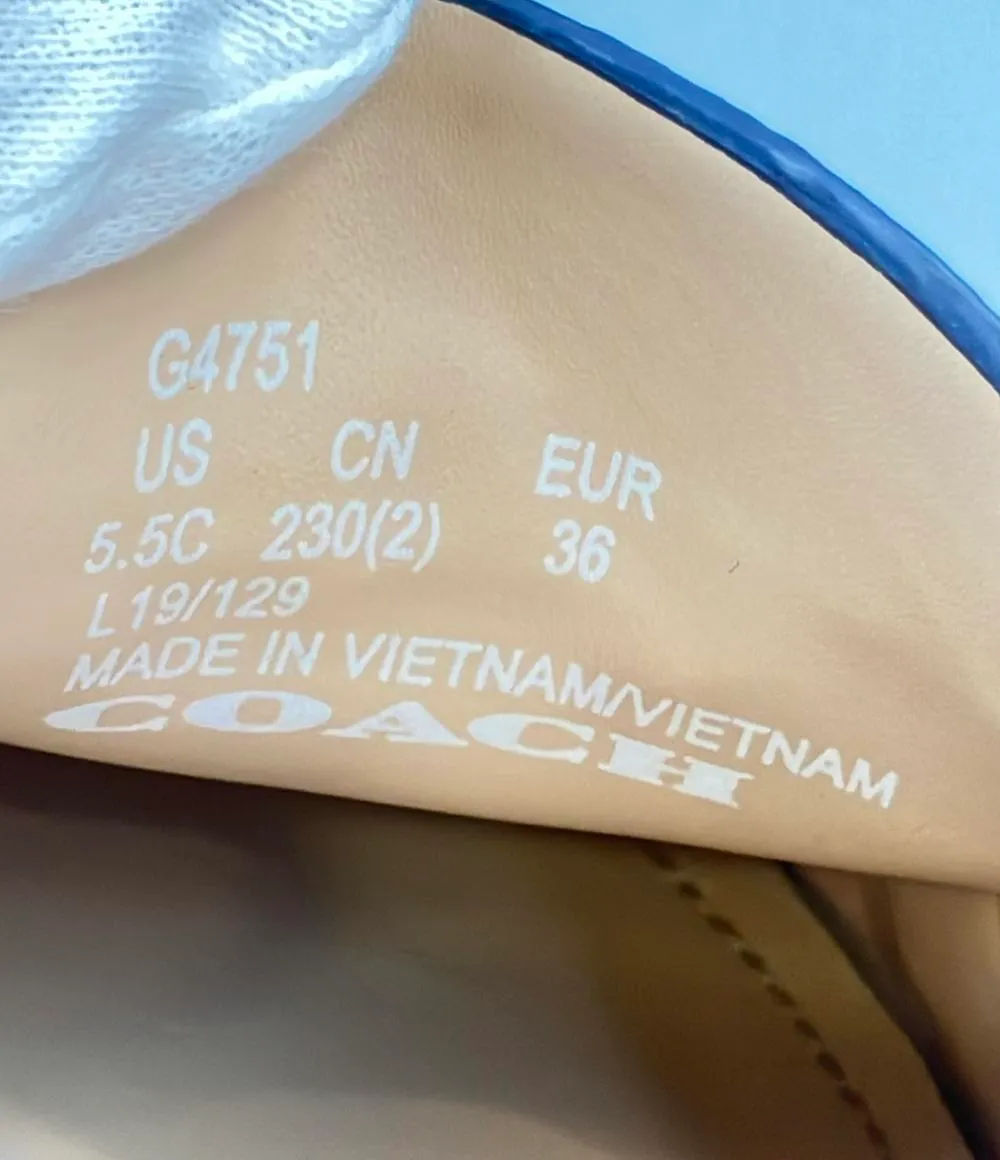 G4751
US CN EUR
5.5C 230(2) 36
L19/129
MADE IN VIETNAM/VIETNAM
COACH